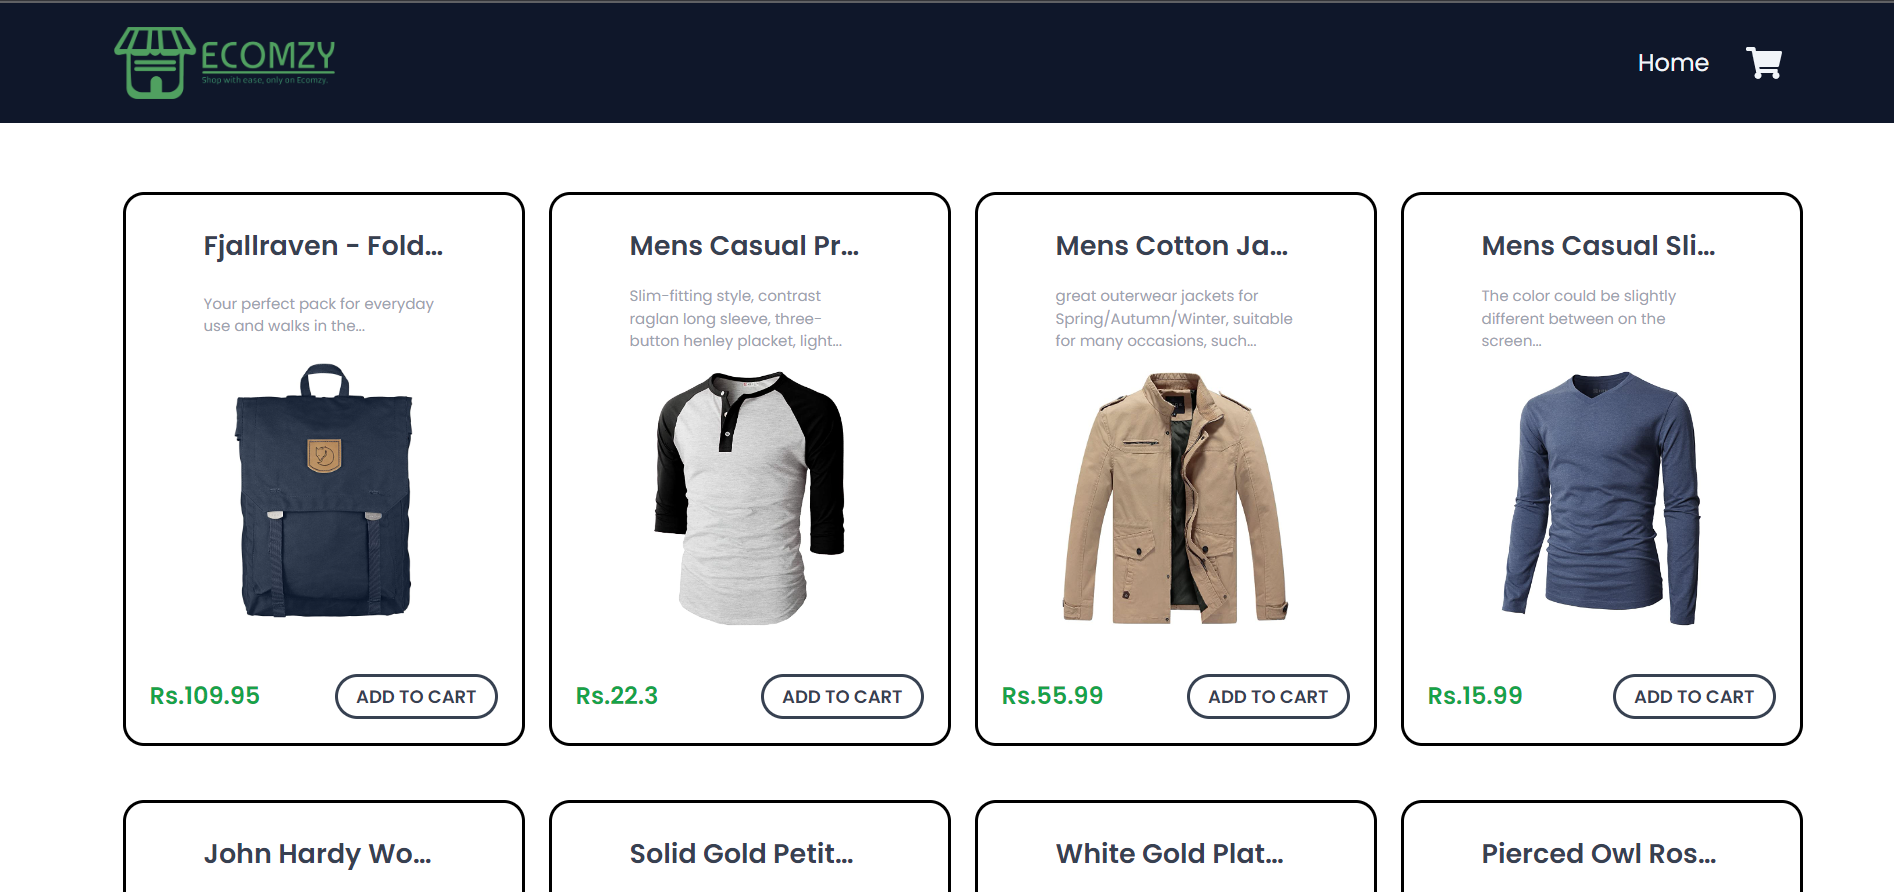 ECOMZY
Shop with ease, only on Ecomzy.
Home
Fjallraven - Fold...
Your perfect pack for everyday
use and walks in the...
Rs.109.95
ADD TO CART
Mens Casual Pr...
Slim-fitting style, contrast
raglan long sleeve, three-
button henley placket, light...
Rs.22.3
ADD TO CART
Mens Cotton Ja...
great outerwear jackets for
Spring/Autumn/Winter, suitable
for many occasions, such...
Rs.55.99
ADD TO CART
Mens Casual Sli...
The color could be slightly
different between on the
screen...
Rs.15.99
ADD TO CART
John Hardy Wo...
Solid Gold Petit...
White Gold Plat...
Pierced Owl Ros...